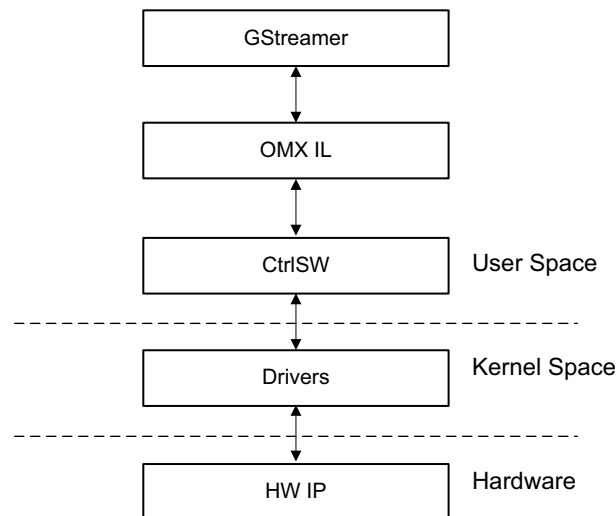 GStreamer
OMX IL
CtrlSW
User Space
Drivers
Kernel Space
HW IP
Hardware